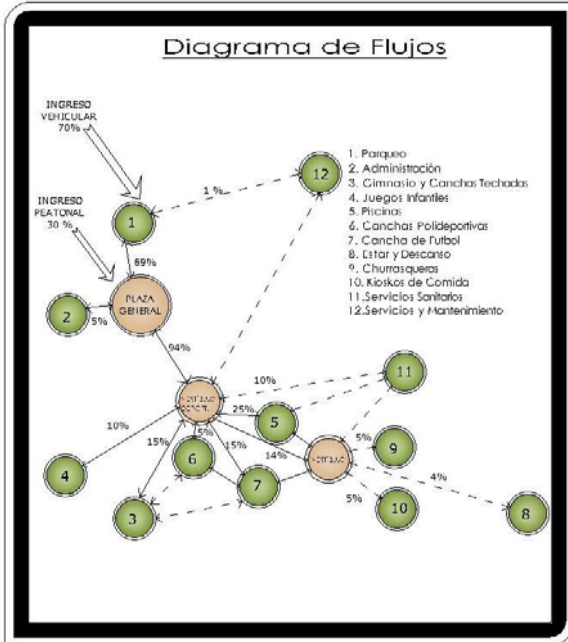 Diagrama de Flujos
INGRESO
VEHICULAR
70%
INGRESO
PEATONAL
30 %
1
69%
PLAZA
GENERAL
2
5%
94%
1 %
12
1. Parqueo
2. Administración
3. Gimnasio y Canchas Techadas
4. Juegos Infantiles
5. Piscinas
6. Canchas Polideportivas
7. Cancha de Futbol
8. Estar y Descanso
9. Churrasqueras
10. Kioskos de Comida
11.Servicios Sanitarios
12.Servicios y Mantenimiento
10%
11
10%
25%
5
5%
15%
15%
14%
5%
9
4
6
7
4%
5%
3
10
8